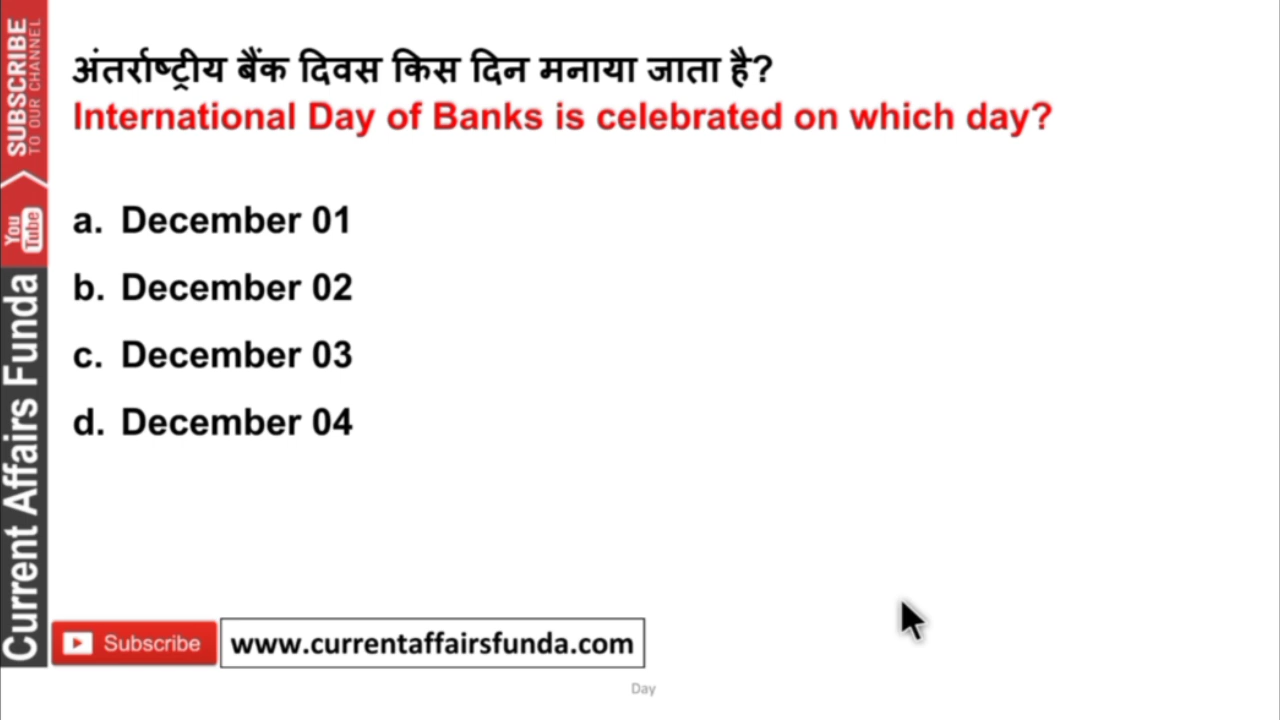 अंतर्राष्ट्रीय बैंक दिवस किस दिन मनाया जाता है?
International Day of Banks is celebrated on which day?
a. December 01
b. December 02
c. December 03
d. December 04
SUBSCRIBE
TO OUR CHANNEL
You
Tube
Current Affairs Funda
Subscribe
www.currentaffairsfunda.com
Day